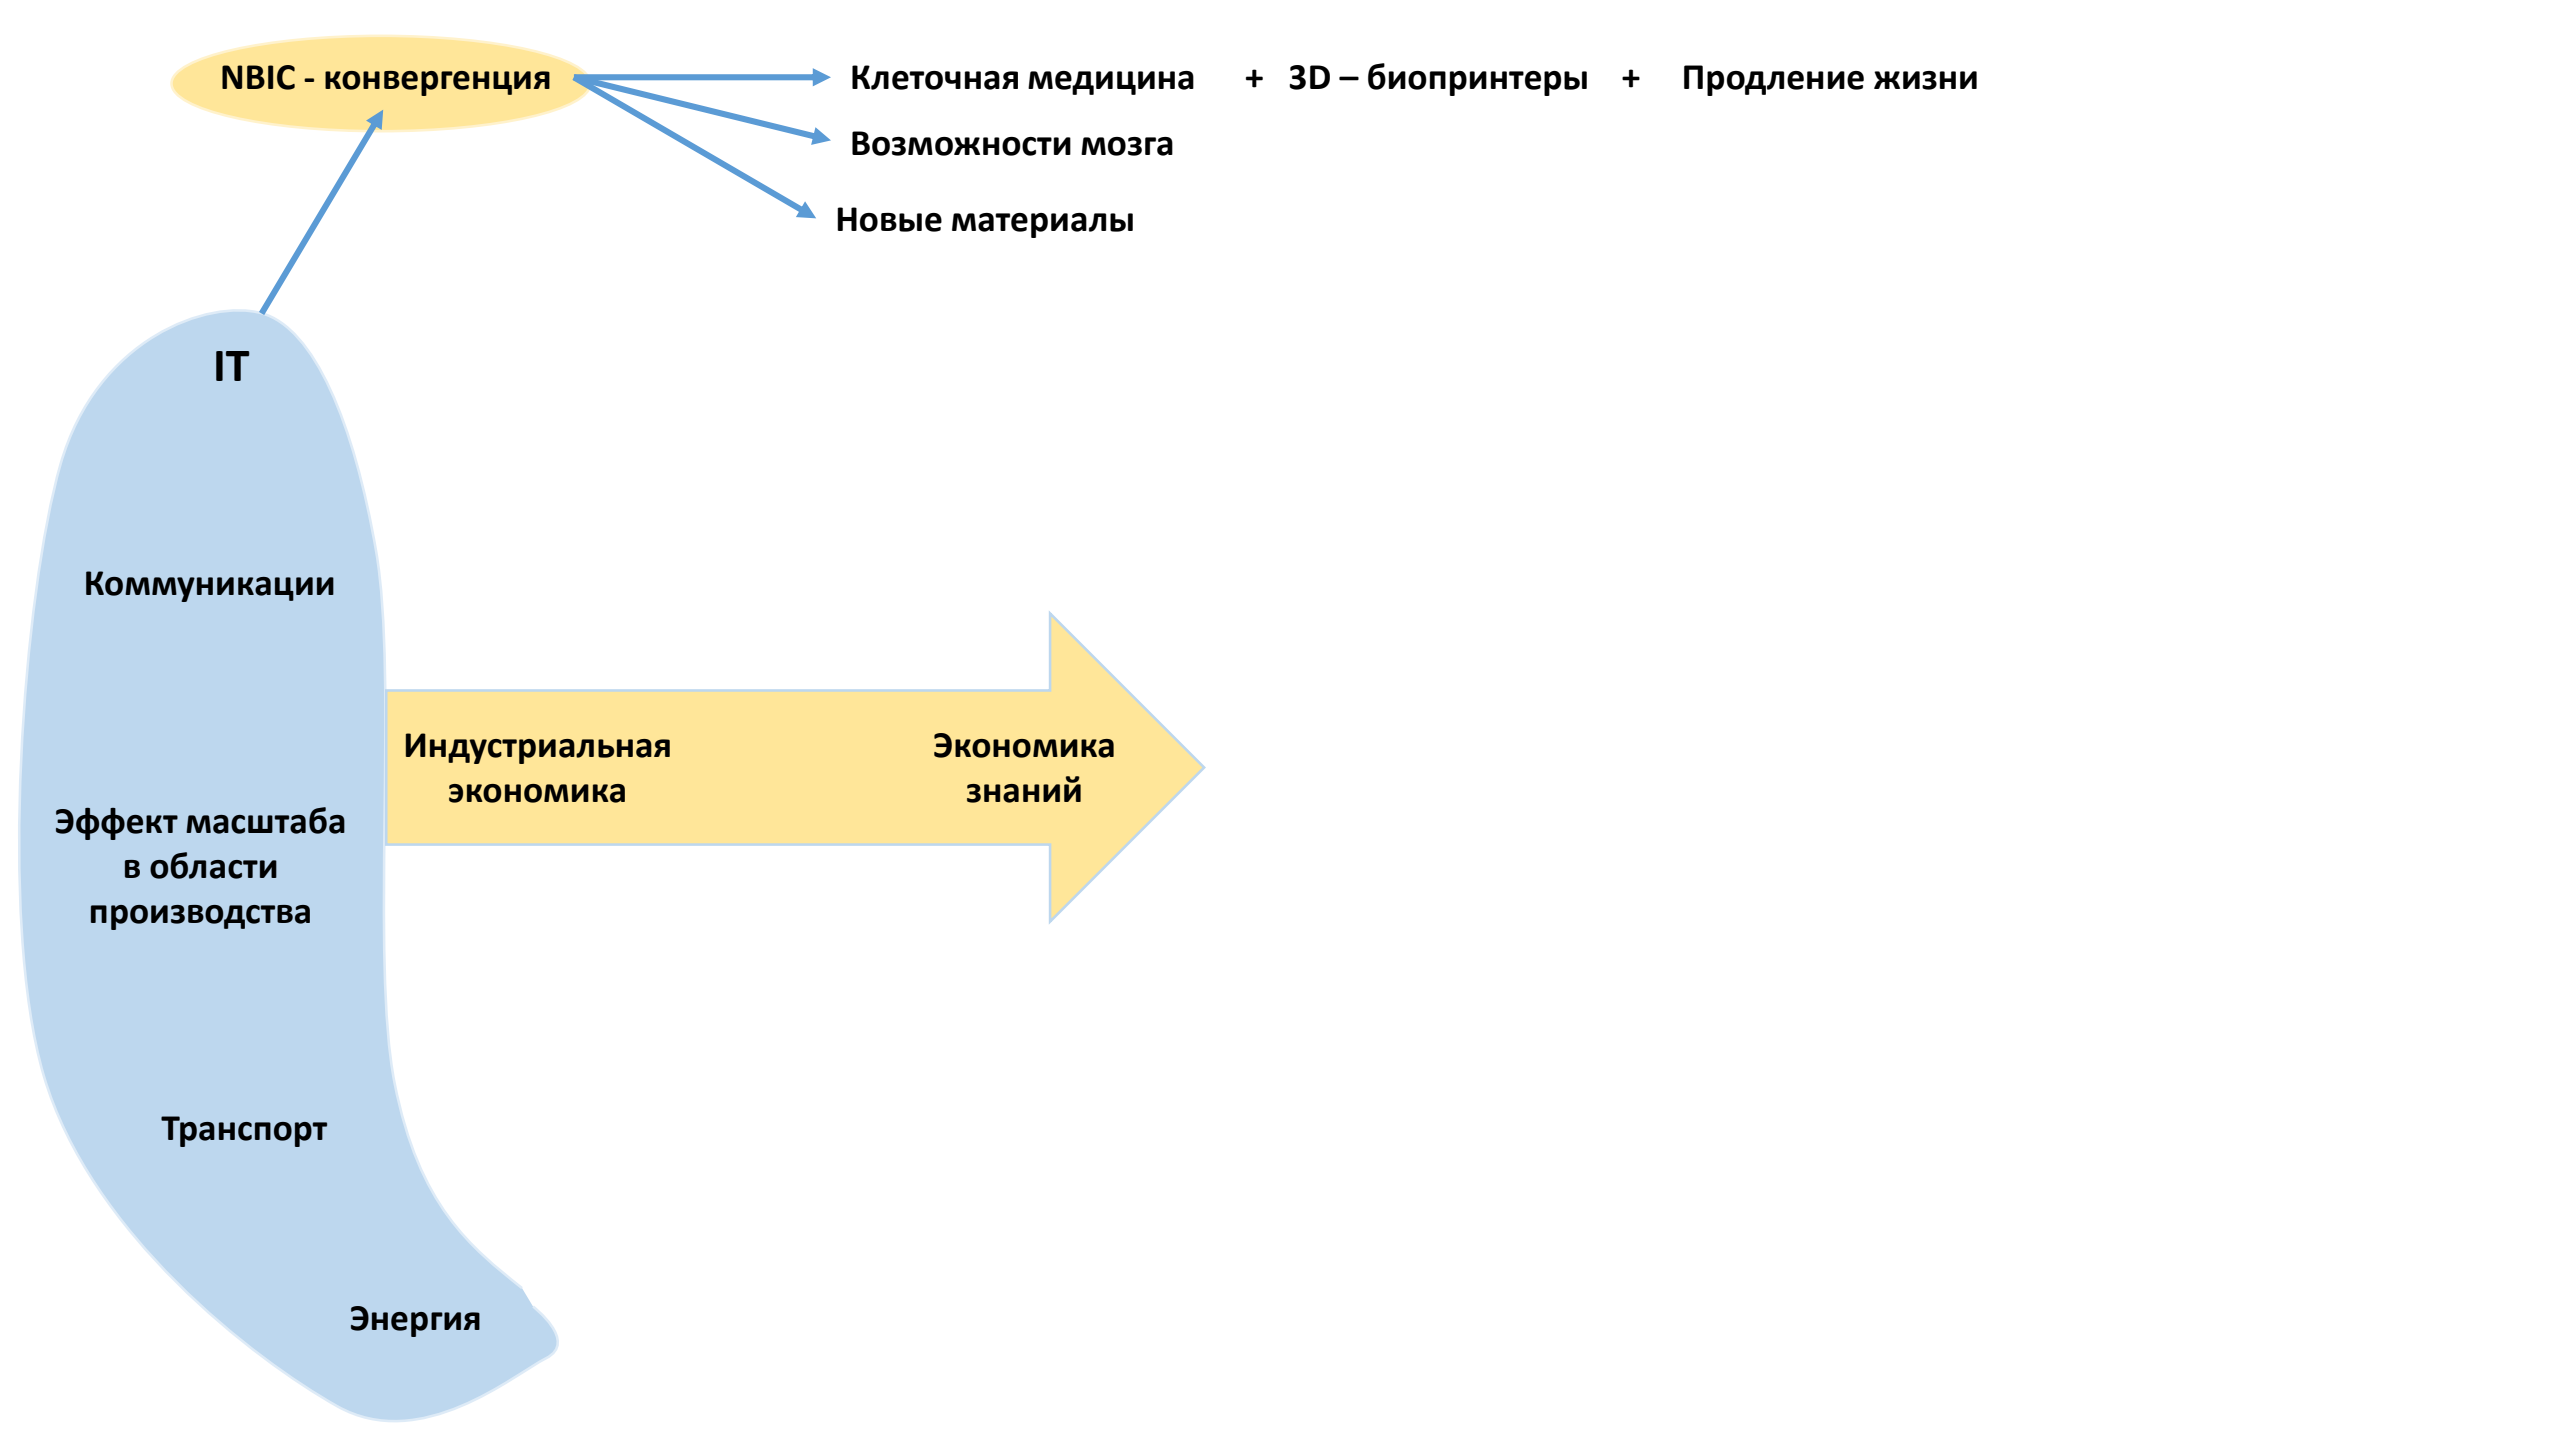 NBIC - конвергенция
Клеточная медицина + 3D – биопринтеры + Продление жизни
Возможности мозга
Новые материалы
IT
Коммуникации
Индустриальная
экономика
Экономика
знаний
Эффект масштаба
в области
производства
Транспорт
Энергия